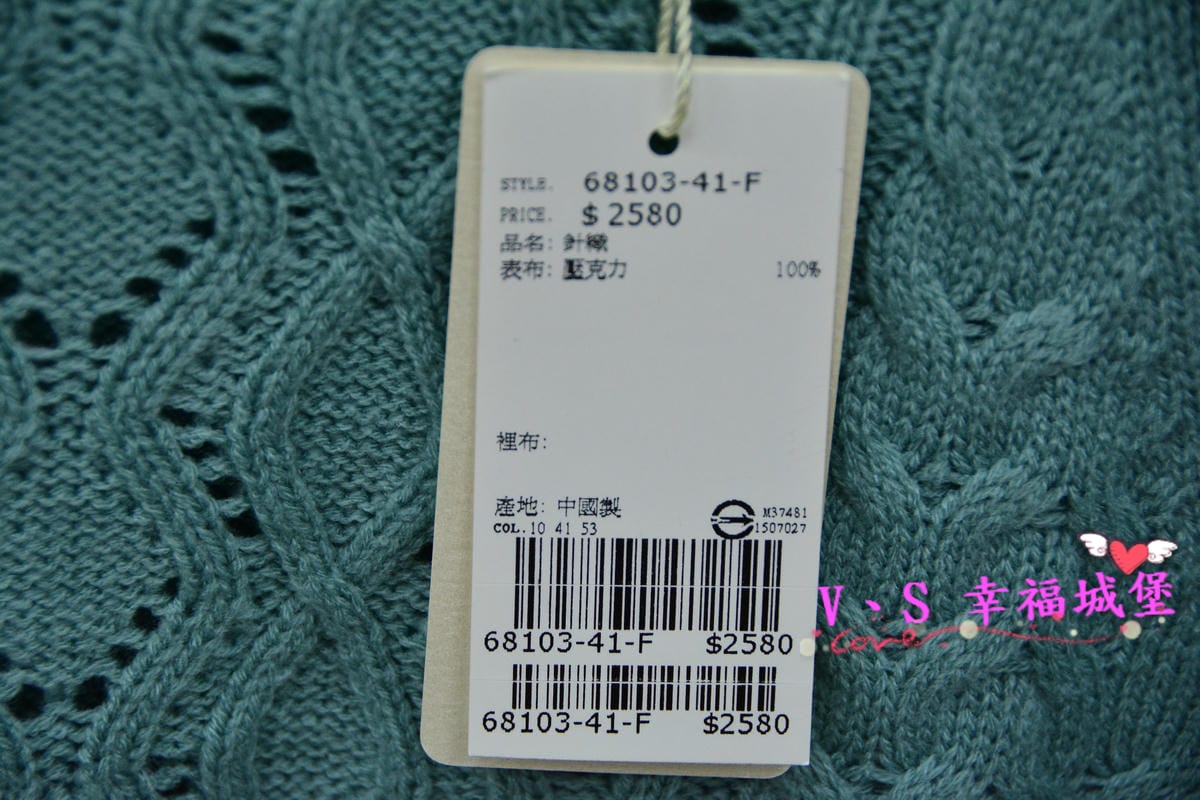 STYLE. 68103-41-F
PRICE. $2580
品名: 針織
表布: 壓克力 100%
裡布:
產地: 中國製
M37481
COL.10 41 53
1507027
68103-41-F $2580
68103-41-F $2580
V、S 幸福城堡
Love